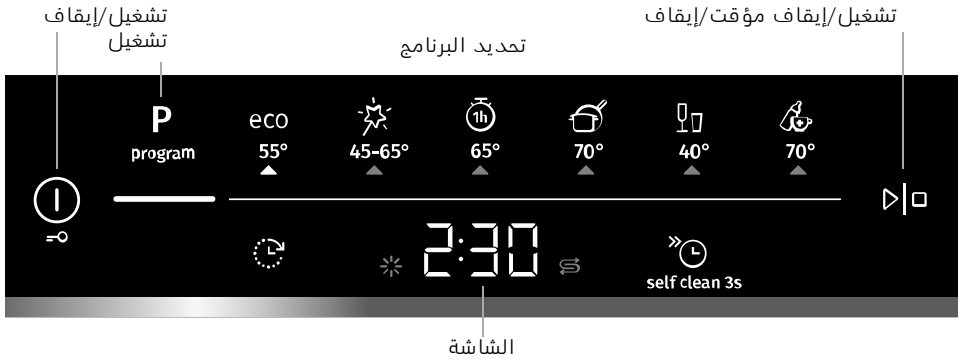 تشغيل/إيقاف
تشغيل
تحديد البرنامج
تشغيل/إيقاف مؤقت/إيقاف
P
program
eco
55°
45-65°
1h
65°
70°
40°
70°
2:30
self clean 3s
الشاشة